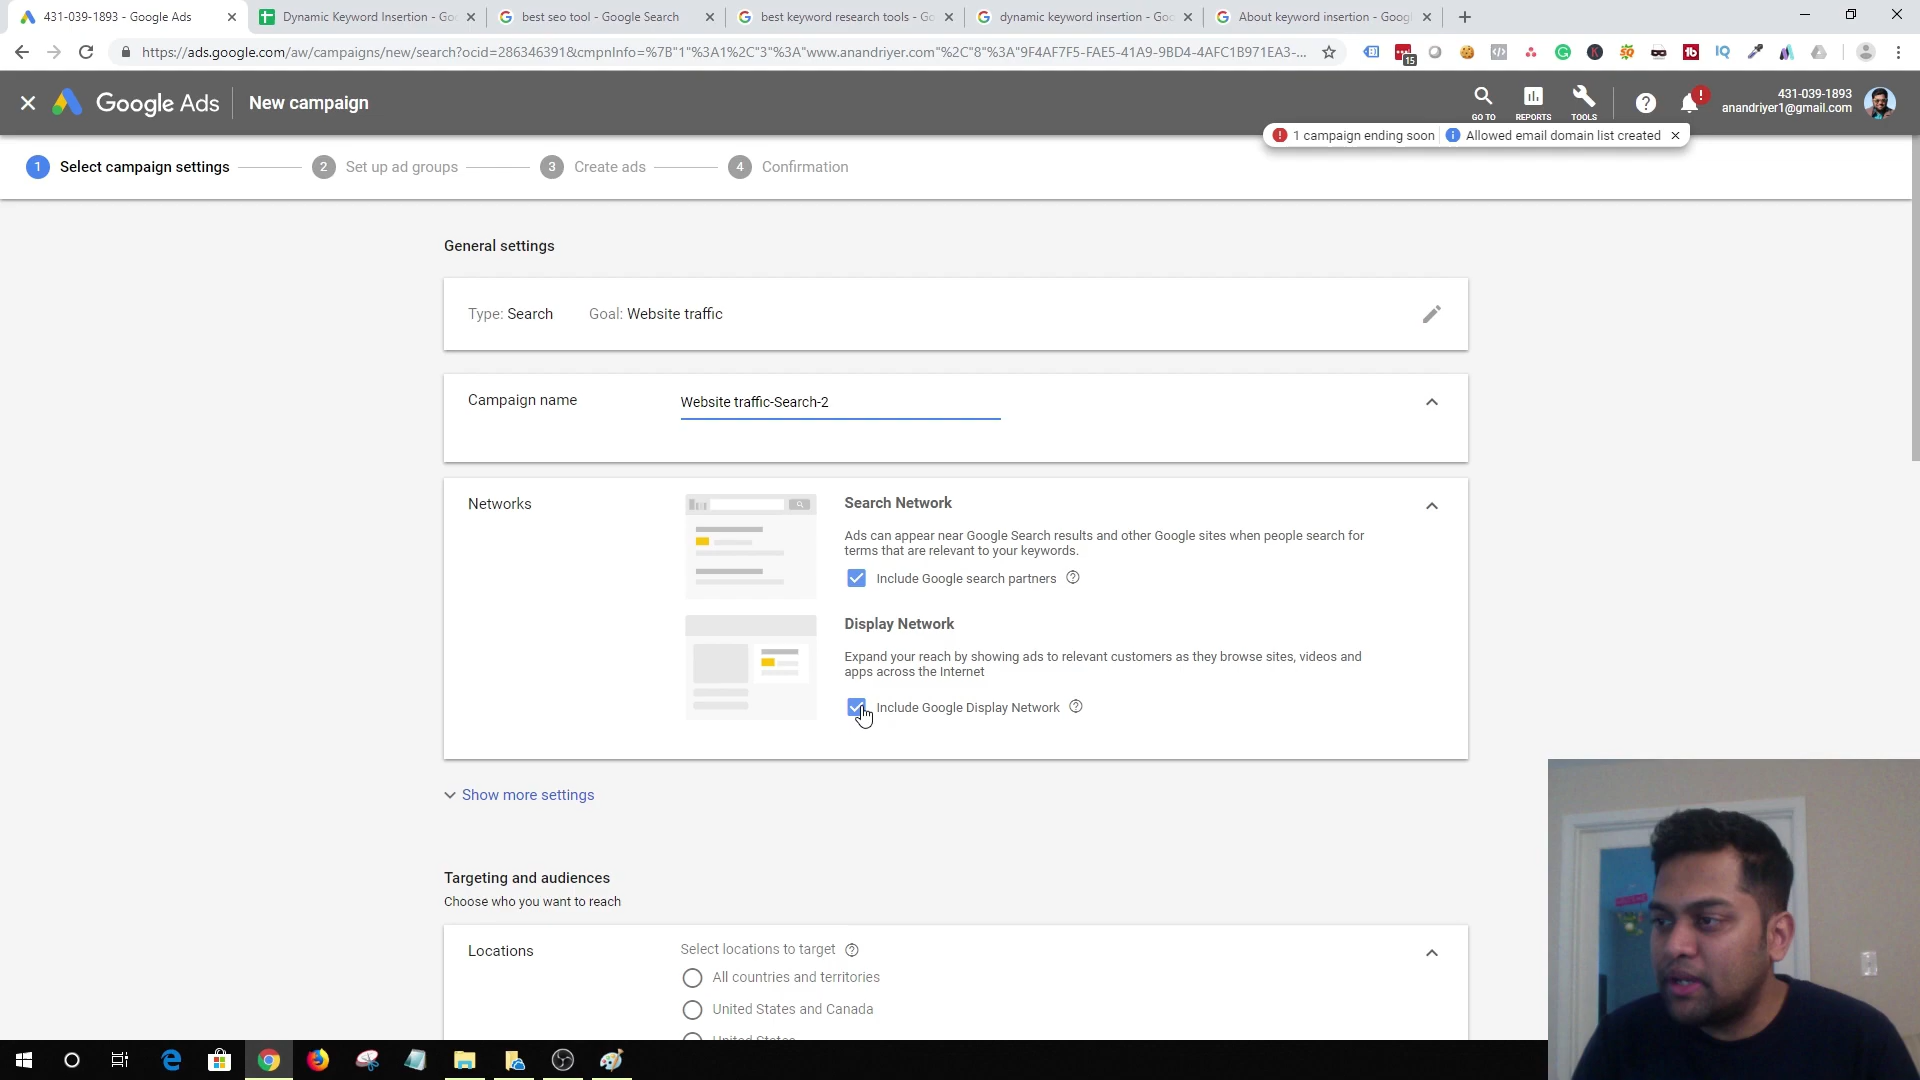 431-039-1893 - Google Ads
Dynamic Keyword Insertion - Goo
best seo tool - Google Search
best keyword research tools - Go
dynamic keyword insertion - Goo
About keyword insertion - Googl
https://ads.google.com/aw/campaigns/new/search?ocid=286346391&cmpnInfo=%7B"1"%3A1%2C"3"%3A"www.anandriyer.com"%2C"8"%3A"9F4AF7F5-FAE5-41A9-9BD4-4AFC1B971EA3-...
15
Google Ads
New campaign
GO TO
REPORTS
TOOLS
431-039-1893
anandriyer1@gmail.com
1 campaign ending soon
Allowed email domain list created
1 Select campaign settings
2 Set up ad groups
3 Create ads
4 Confirmation
General settings
Type: Search
Goal: Website traffic
Campaign name
Website traffic-Search-2
Networks
Search Network
Ads can appear near Google Search results and other Google sites when people search for
terms that are relevant to your keywords.
Include Google search partners
Display Network
Expand your reach by showing ads to relevant customers as they browse sites, videos and
apps across the Internet
Include Google Display Network
Show more settings
Targeting and audiences
Choose who you want to reach
Locations
Select locations to target
All countries and territories
United States and Canada
United States